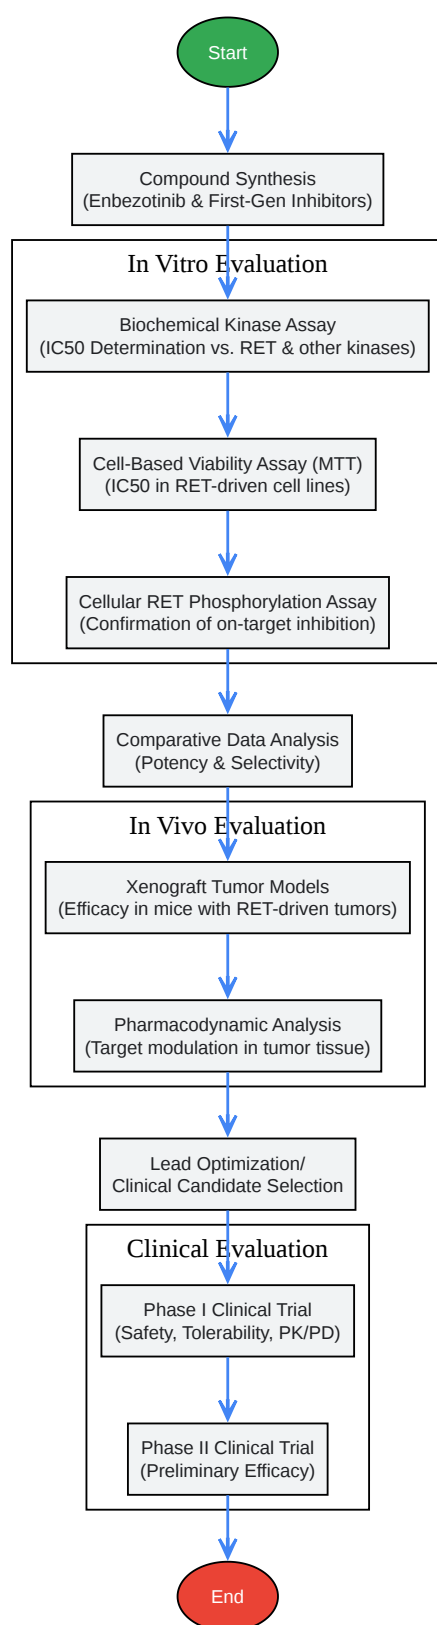 Start
Compound Synthesis
(Enbezotinib & First-Gen Inhibitors)
In Vitro Evaluation
Biochemical Kinase Assay
(IC50 Determination vs. RET & other kinases)
Cell-Based Viability Assay (MTT)
(IC50 in RET-driven cell lines)
Cellular RET Phosphorylation Assay
(Confirmation of on-target inhibition)
Comparative Data Analysis
(Potency & Selectivity)
In Vivo Evaluation
Xenograft Tumor Models
(Efficacy in mice with RET-driven tumors)
Pharmacodynamic Analysis
(Target modulation in tumor tissue)
Lead Optimization/
Clinical Candidate Selection
Clinical Evaluation
Phase I Clinical Trial
(Safety, Tolerability, PK/PD)
Phase II Clinical Trial
(Preliminary Efficacy)
End